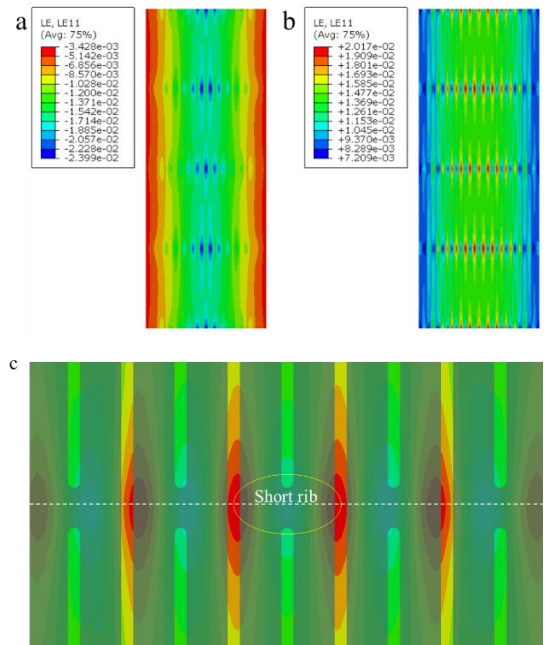 a
LE, LE11
(Avg: 75%)
-3.428e-03
-5.142e-03
-6.856e-03
-8.570e-03
-1.028e-02
-1.200e-02
-1.371e-02
-1.542e-02
-1.714e-02
-1.885e-02
-2.057e-02
-2.228e-02
-2.399e-02
b
LE, LE11
(Avg: 75%)
+2.017e-02
+1.909e-02
+1.801e-02
+1.693e-02
+1.585e-02
+1.477e-02
+1.369e-02
+1.261e-02
+1.153e-02
+1.045e-02
+9.370e-03
+8.289e-03
+7.209e-03
c
Short rib